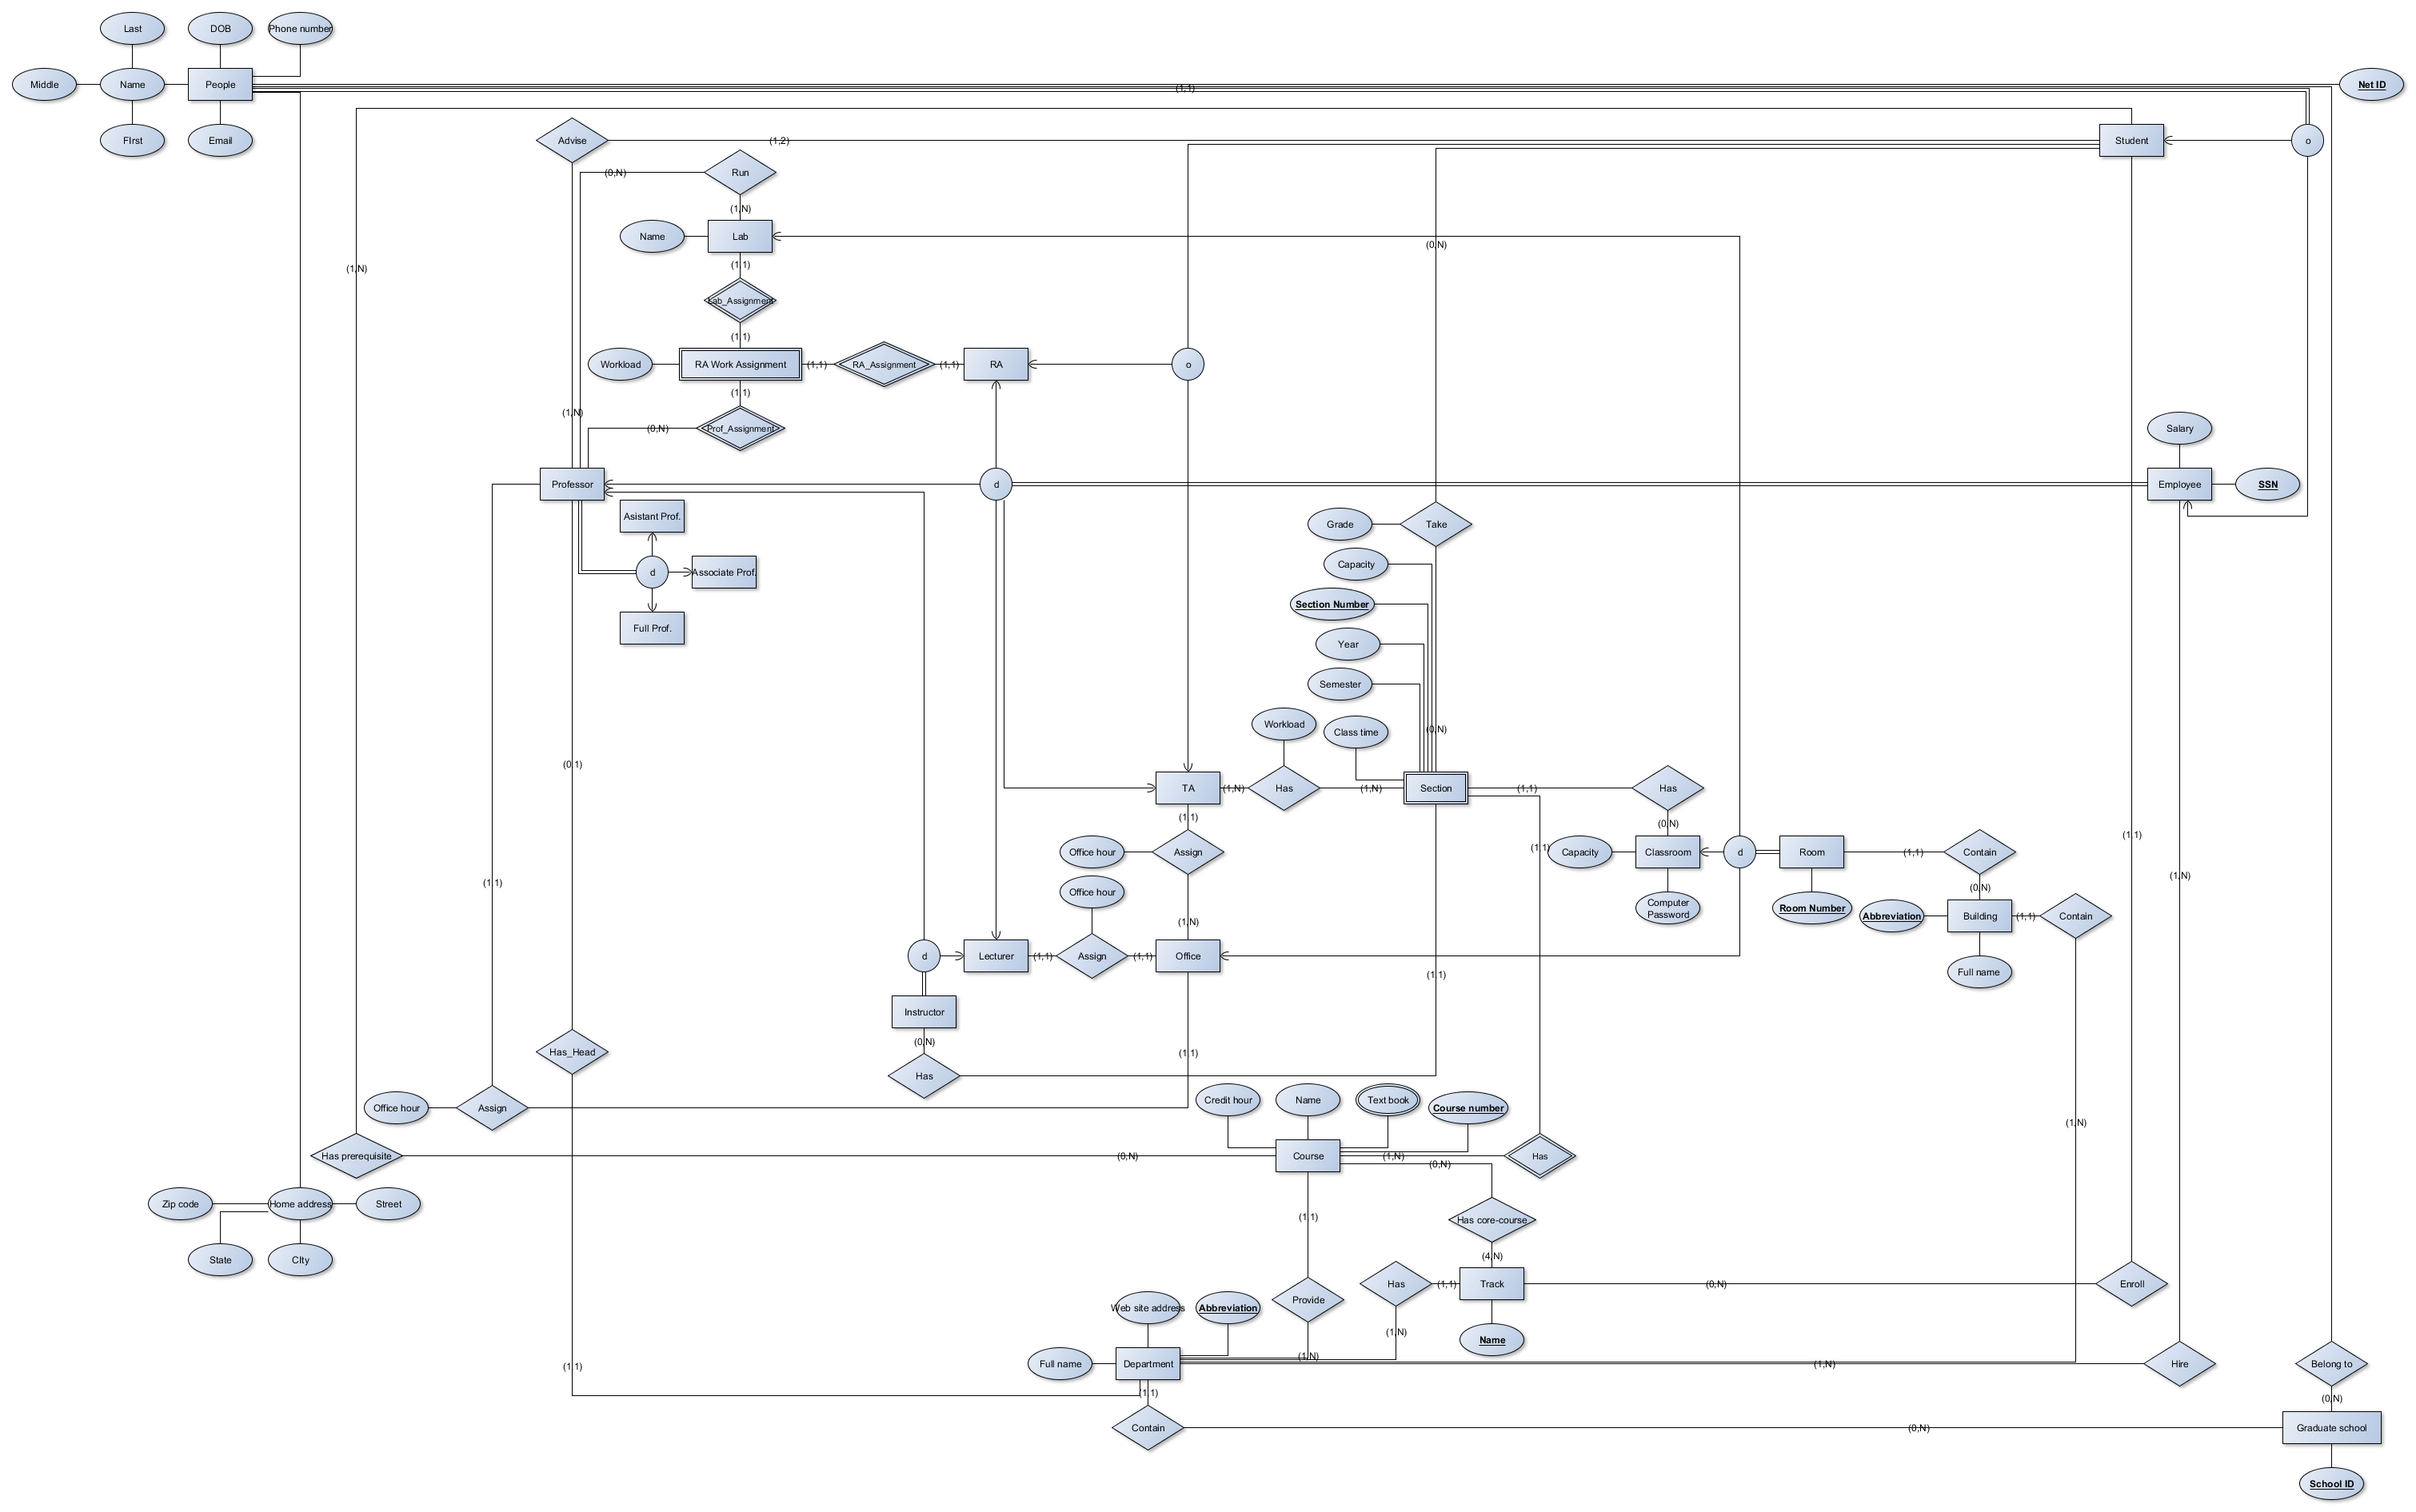 Last
DOB
Phone number
Middle
Name
People
(1,1)
Net ID
FIrst
Email
Advise
(1,2)
Student
o
Run
(0,N)
(1,N)
Name
Lab
(0,N)
(1,1)
(1,N)
Lab_Assignment
(1,1)
Workload
RA Work Assignment
(1,1)
RA_Assignment
(1,1)
RA
o
(1,1)
(1,N)
(0,N)
Prof_Assignment
Salary
Professor
d
Employee
SSN
Asistant Prof.
Grade
Take
d
Associate Prof.
Capacity
Section Number
Full Prof.
Year
Semester
Workload
Class time
(0,N)
(0,1)
TA
(1,N)
Has
(1,N)
Section
(1,1)
Has
(1,1)
(0,N)
(1,1)
Office hour
Assign
(1,1)
Capacity
Classroom
d
Room
(1,1)
Contain
(1,1)
Office hour
(1,N)
(0,N)
Computer
Password
Room Number
Abbreviation
Building
(1,1)
Contain
(1,N)
d
Lecturer
(1,1)
Assign
(1,1)
Office
(1,1)
Full name
Instructor
(0,N)
Has_Head
(1,1)
Has
Office hour
Assign
Credit hour
Name
Text book
Course number
(1,N)
Has prerequisite
(0,N)
Course
(1,N)
(0,N)
Has
Zip code
Home address
Street
(1,1)
Has core-course
State
CIty
(4,N)
Has
(1,1)
Track
(0,N)
Enroll
Web site address
Abbreviation
Provide
(1,N)
Name
(1,1)
Full name
Department
(1,N)
(1,N)
Hire
Belong to
(1,1)
(0,N)
Contain
(0,N)
Graduate school
School ID